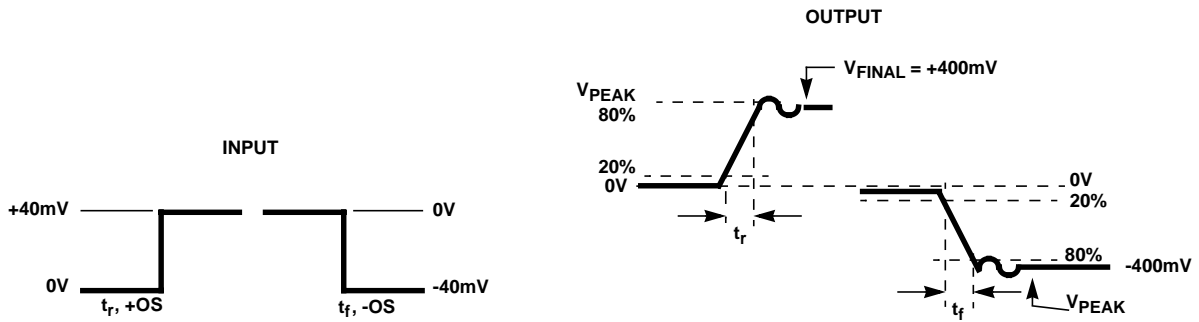 INPUT
+40mV
0V
0V
-40mV
tr, +OS
tf, -OS
OUTPUT
VFINAL = +400mV
VPEAK
80%
20%
0V
tr
0V
20%
80%
-400mV
tf
VPEAK